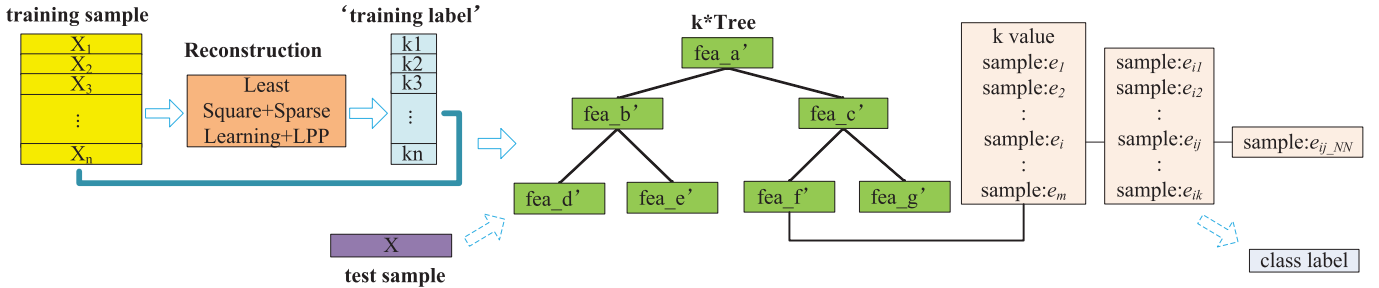 training sample
X1
X2
X3
⋮
Xn
Reconstruction
Least
Square+Sparse
Learning+LPP
‘training label’
k1
k2
k3
⋮
kn
X
test sample
k*Tree
fea_a’
fea_b’
fea_c’
fea_d’
fea_e’
fea_f’
fea_g’
k value
sample:e1
sample:e2
:
sample:ei
:
sample:em
sample:ei1
sample:ei2
:
sample:eij
:
sample:eik
sample:eij_NN
class label